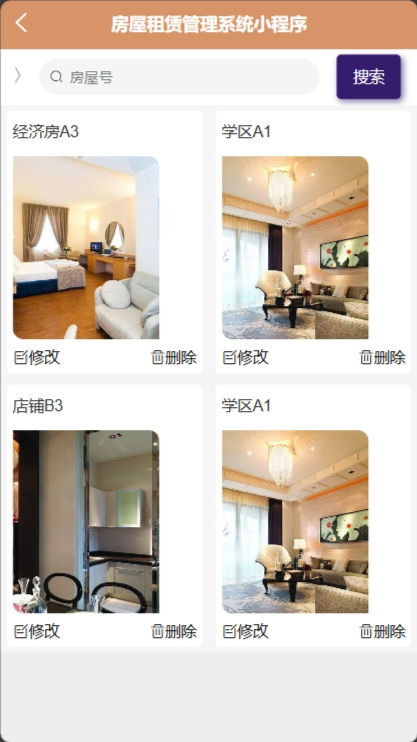 房屋租赁管理系统小程序
房屋号
搜索
经济房A3
学区A1
修改
删除
修改
删除
店铺B3
学区A1
修改
删除
修改
删除